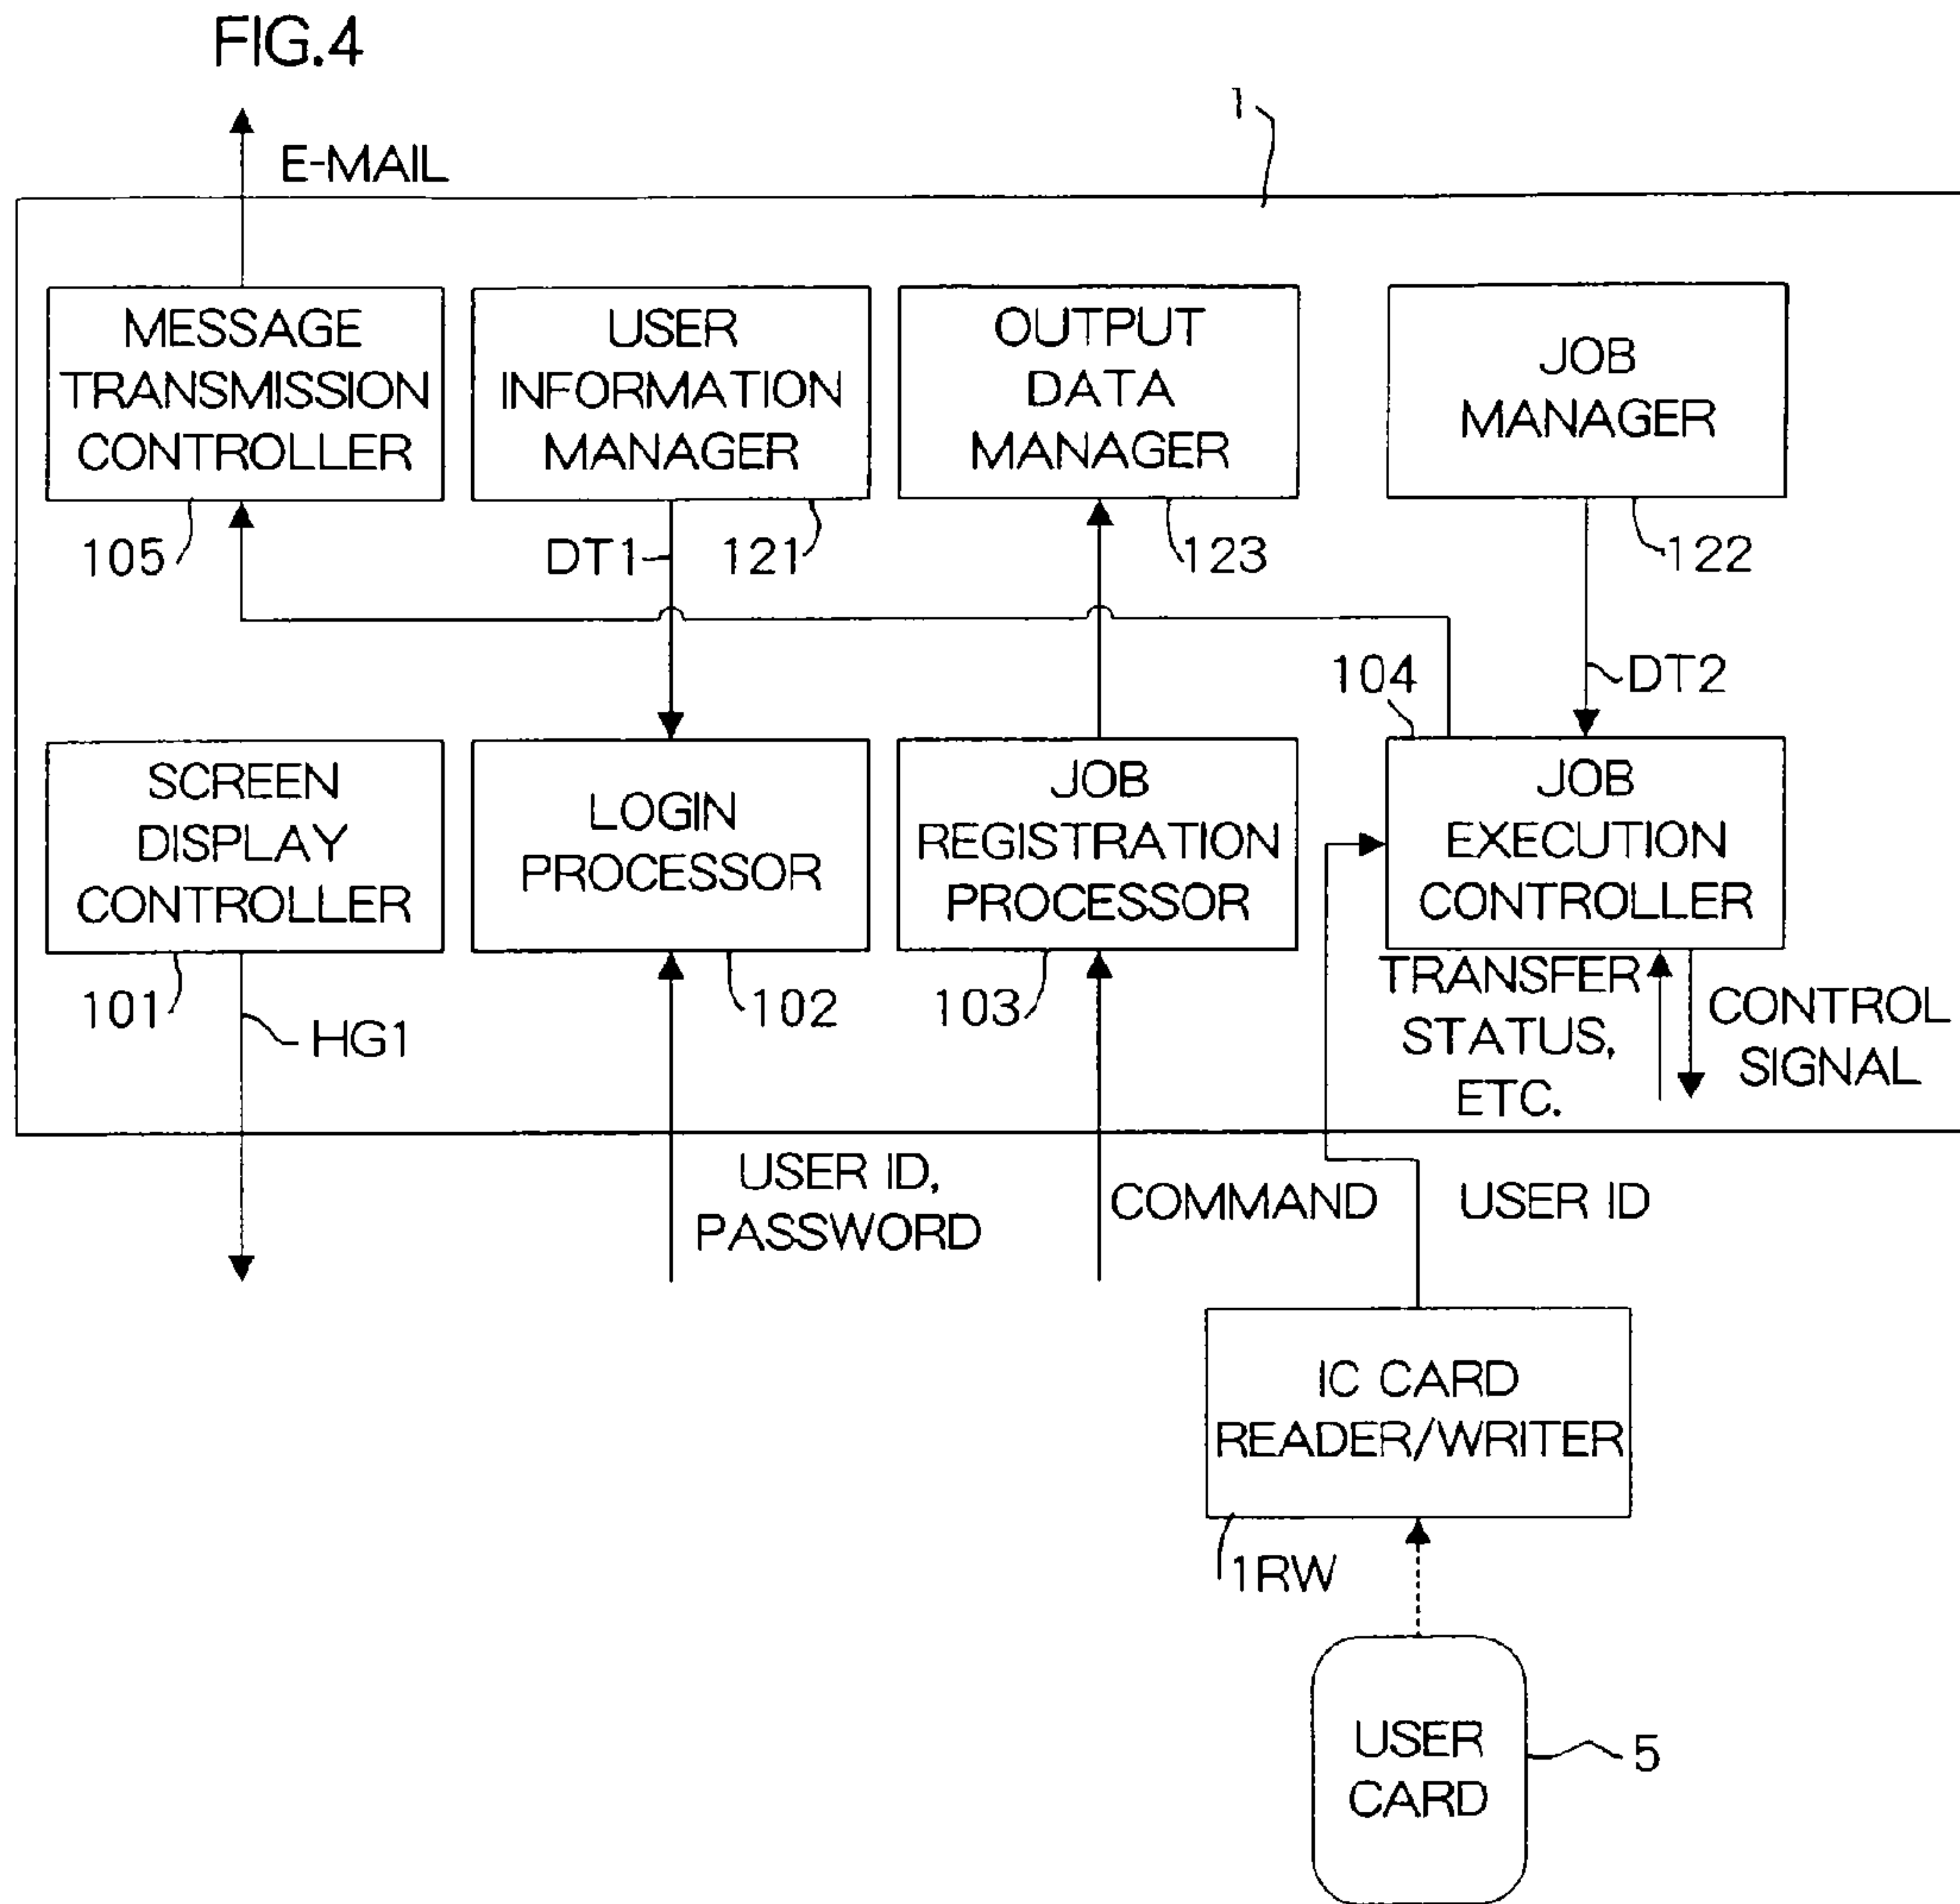 FIG.4
1
E-MAIL
MESSAGE
TRANSMISSION
CONTROLLER
USER
INFORMATION
MANAGER
OUTPUT
DATA
MANAGER
JOB
MANAGER
105
DT1
121
123
122
104
DT2
SCREEN
DISPLAY
CONTROLLER
LOGIN
PROCESSOR
JOB
REGISTRATION
PROCESSOR
JOB
EXECUTION
CONTROLLER
101
HG1
102
103
TRANSFER
STATUS,
ETC.
CONTROL
SIGNAL
USER ID,
PASSWORD
COMMAND
USER ID
IC CARD
READER/WRITER
1RW
USER
CARD
5